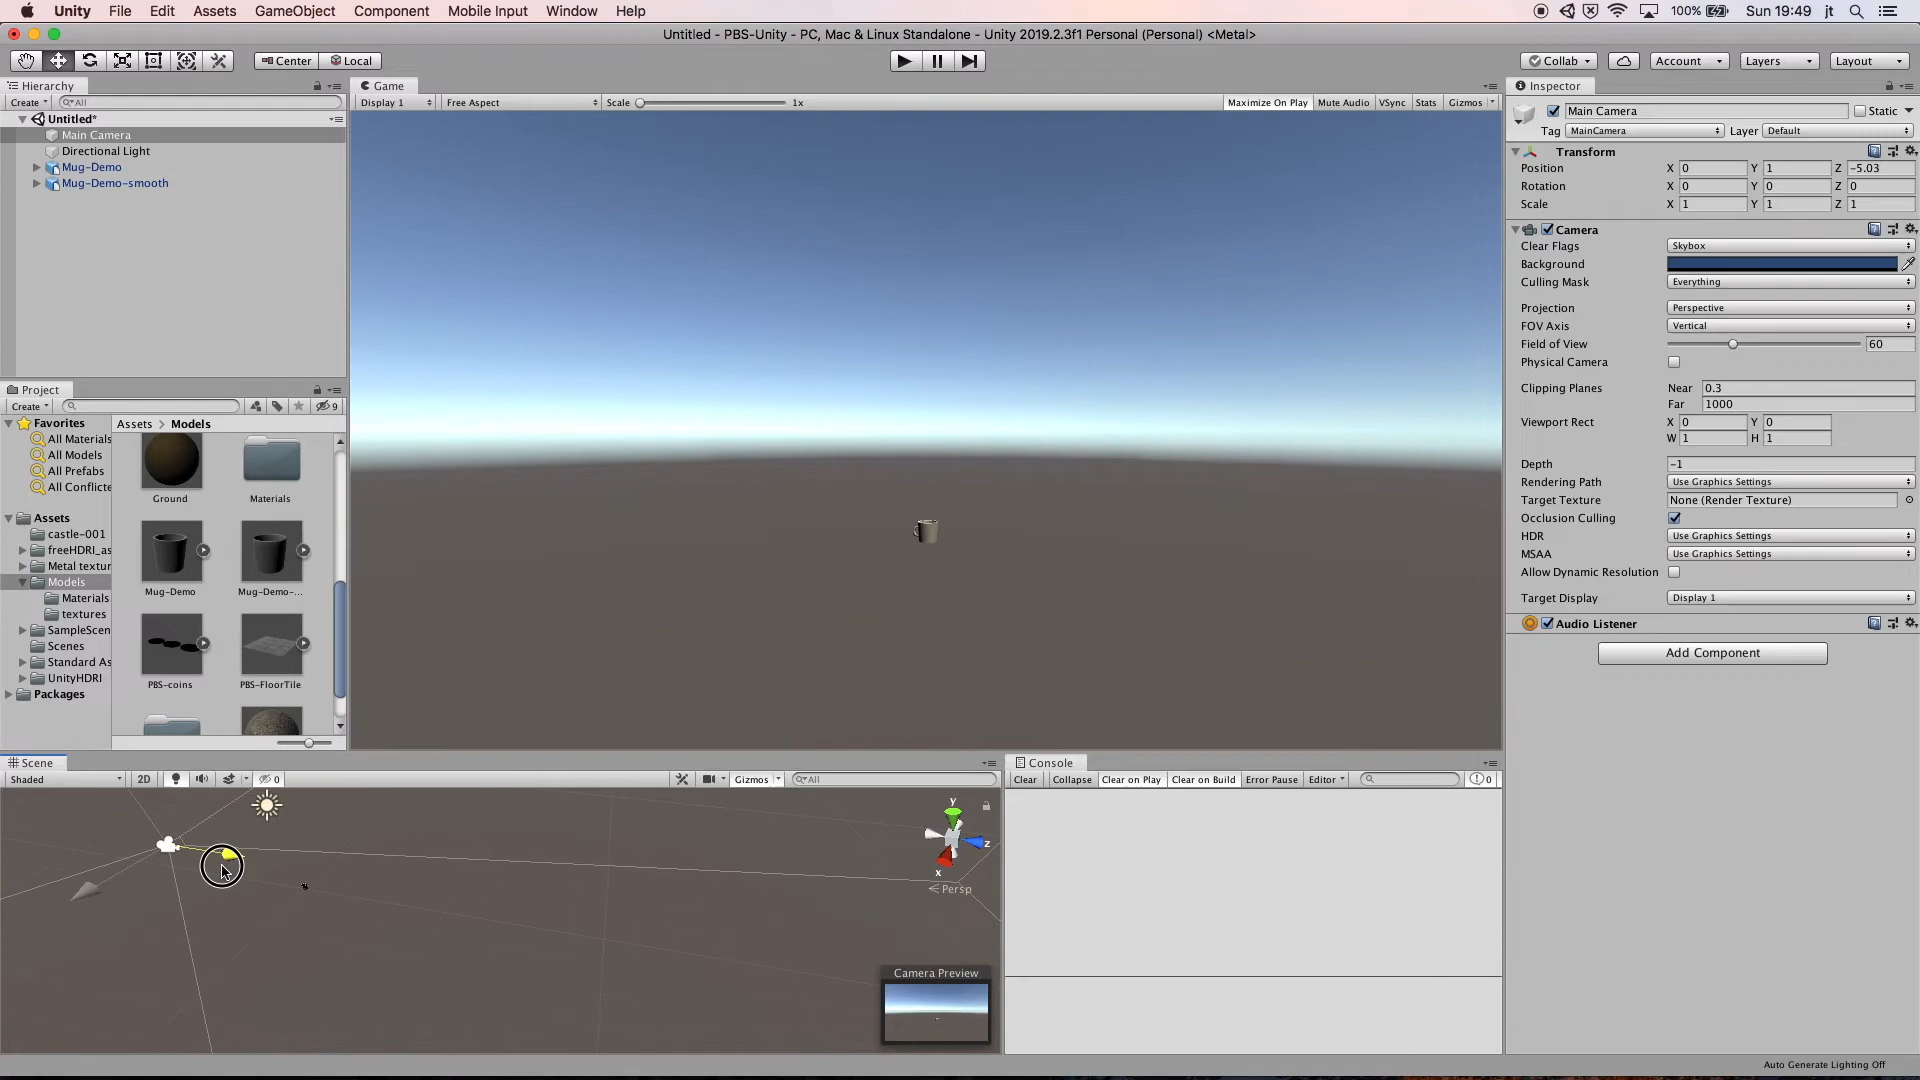 Unity File Edit Assets GameObject Component Mobile Input Window Help 100% Sun 19:49 jt
Untitled - PBS-Unity - PC, Mac & Linux Standalone - Unity 2019.2.3f1 Personal (Personal) <Metal>
Center Local Collab Account Layers Layout
Hierarchy
Create All
Untitled*
Main Camera
Directional Light
Mug-Demo
Mug-Demo-smooth
Game
Display 1 Free Aspect Scale 1x Maximize On Play Mute Audio VSync Stats Gizmos
Inspector
Main Camera Static
Tag MainCamera Layer Default
Transform
Position X 0 Y 1 Z -5.03
Rotation X 0 Y 0 Z 0
Scale X 1 Y 1 Z 1
Camera
Clear Flags Skybox
Background
Culling Mask Everything
Projection Perspective
FOV Axis Vertical
Field of View 60
Physical Camera
Clipping Planes Near 0.3
Far 1000
Viewport Rect X 0 Y 0
W 1 H 1
Depth -1
Rendering Path Use Graphics Settings
Target Texture None (Render Texture)
Occlusion Culling
HDR Use Graphics Settings
MSAA Use Graphics Settings
Allow Dynamic Resolution
Target Display Display 1
Audio Listener
Add Component
Project
Create 9
Favorites
All Materials
All Models
All Prefabs
All Conflicte
Assets
castle-001
freeHDRI_as
Metal textur
Models
Materials
textures
SampleScen
Scenes
Standard As
UnityHDRI
Packages
Assets > Models
Ground Materials
Mug-Demo Mug-Demo-...
PBS-coins PBS-FloorTile
Scene
Shaded 2D 0 Gizmos All
y
z
x
Persp
Camera Preview
Console
Clear Collapse Clear on Play Clear on Build Error Pause Editor 0
Auto Generate Lighting Off